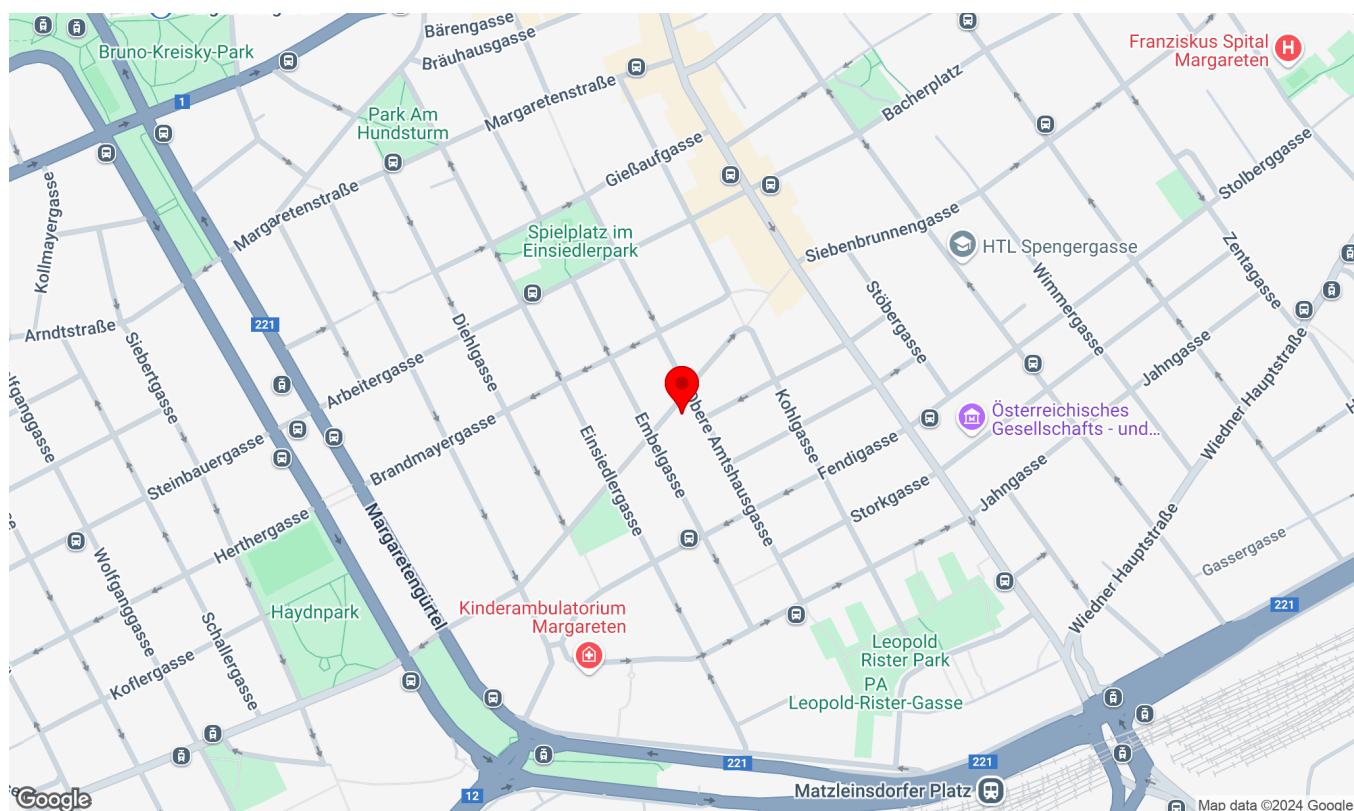 Bärengasse
Bruno-Kreisky-Park
Bräuhausgasse
Franziskus Spital
Margareten
Margaretenstraße
Bacherplatz
1
Park Am
Hundsturm
Gießaufgasse
Stolberggasse
Kollmayergasse
Margaretenstraße
Spielplatz im
Einsiedlerpark
Siebenbrunnengasse
HTL Spengergasse
Zentagasse
Wimmergasse
Stöbergasse
Arndtstraße
221
Diehlgasse
Siebertgasse
Arbeitergasse
Jahngasse
Wiedner Hauptstraße
Kohlgasse
Österreichisches
Gesellschafts - und...
Obere Amtshausgasse
Embelgasse
Einsiedlergasse
Brandmayergasse
Steinbauergasse
Fendigasse
Storkgasse
Jahngasse
Herthergasse
Margaretengürtel
Wolfganggasse
Wiedner Hauptstraße
Gassergasse
Haydnpark
Schallergasse
Koflergasse
Kinderambulatorium
Margareten
221
Leopold
Rister Park
PA
Leopold-Rister-Gasse
221
221
12
Matzleinsdorfer Platz
Google
Map data ©2024 Google